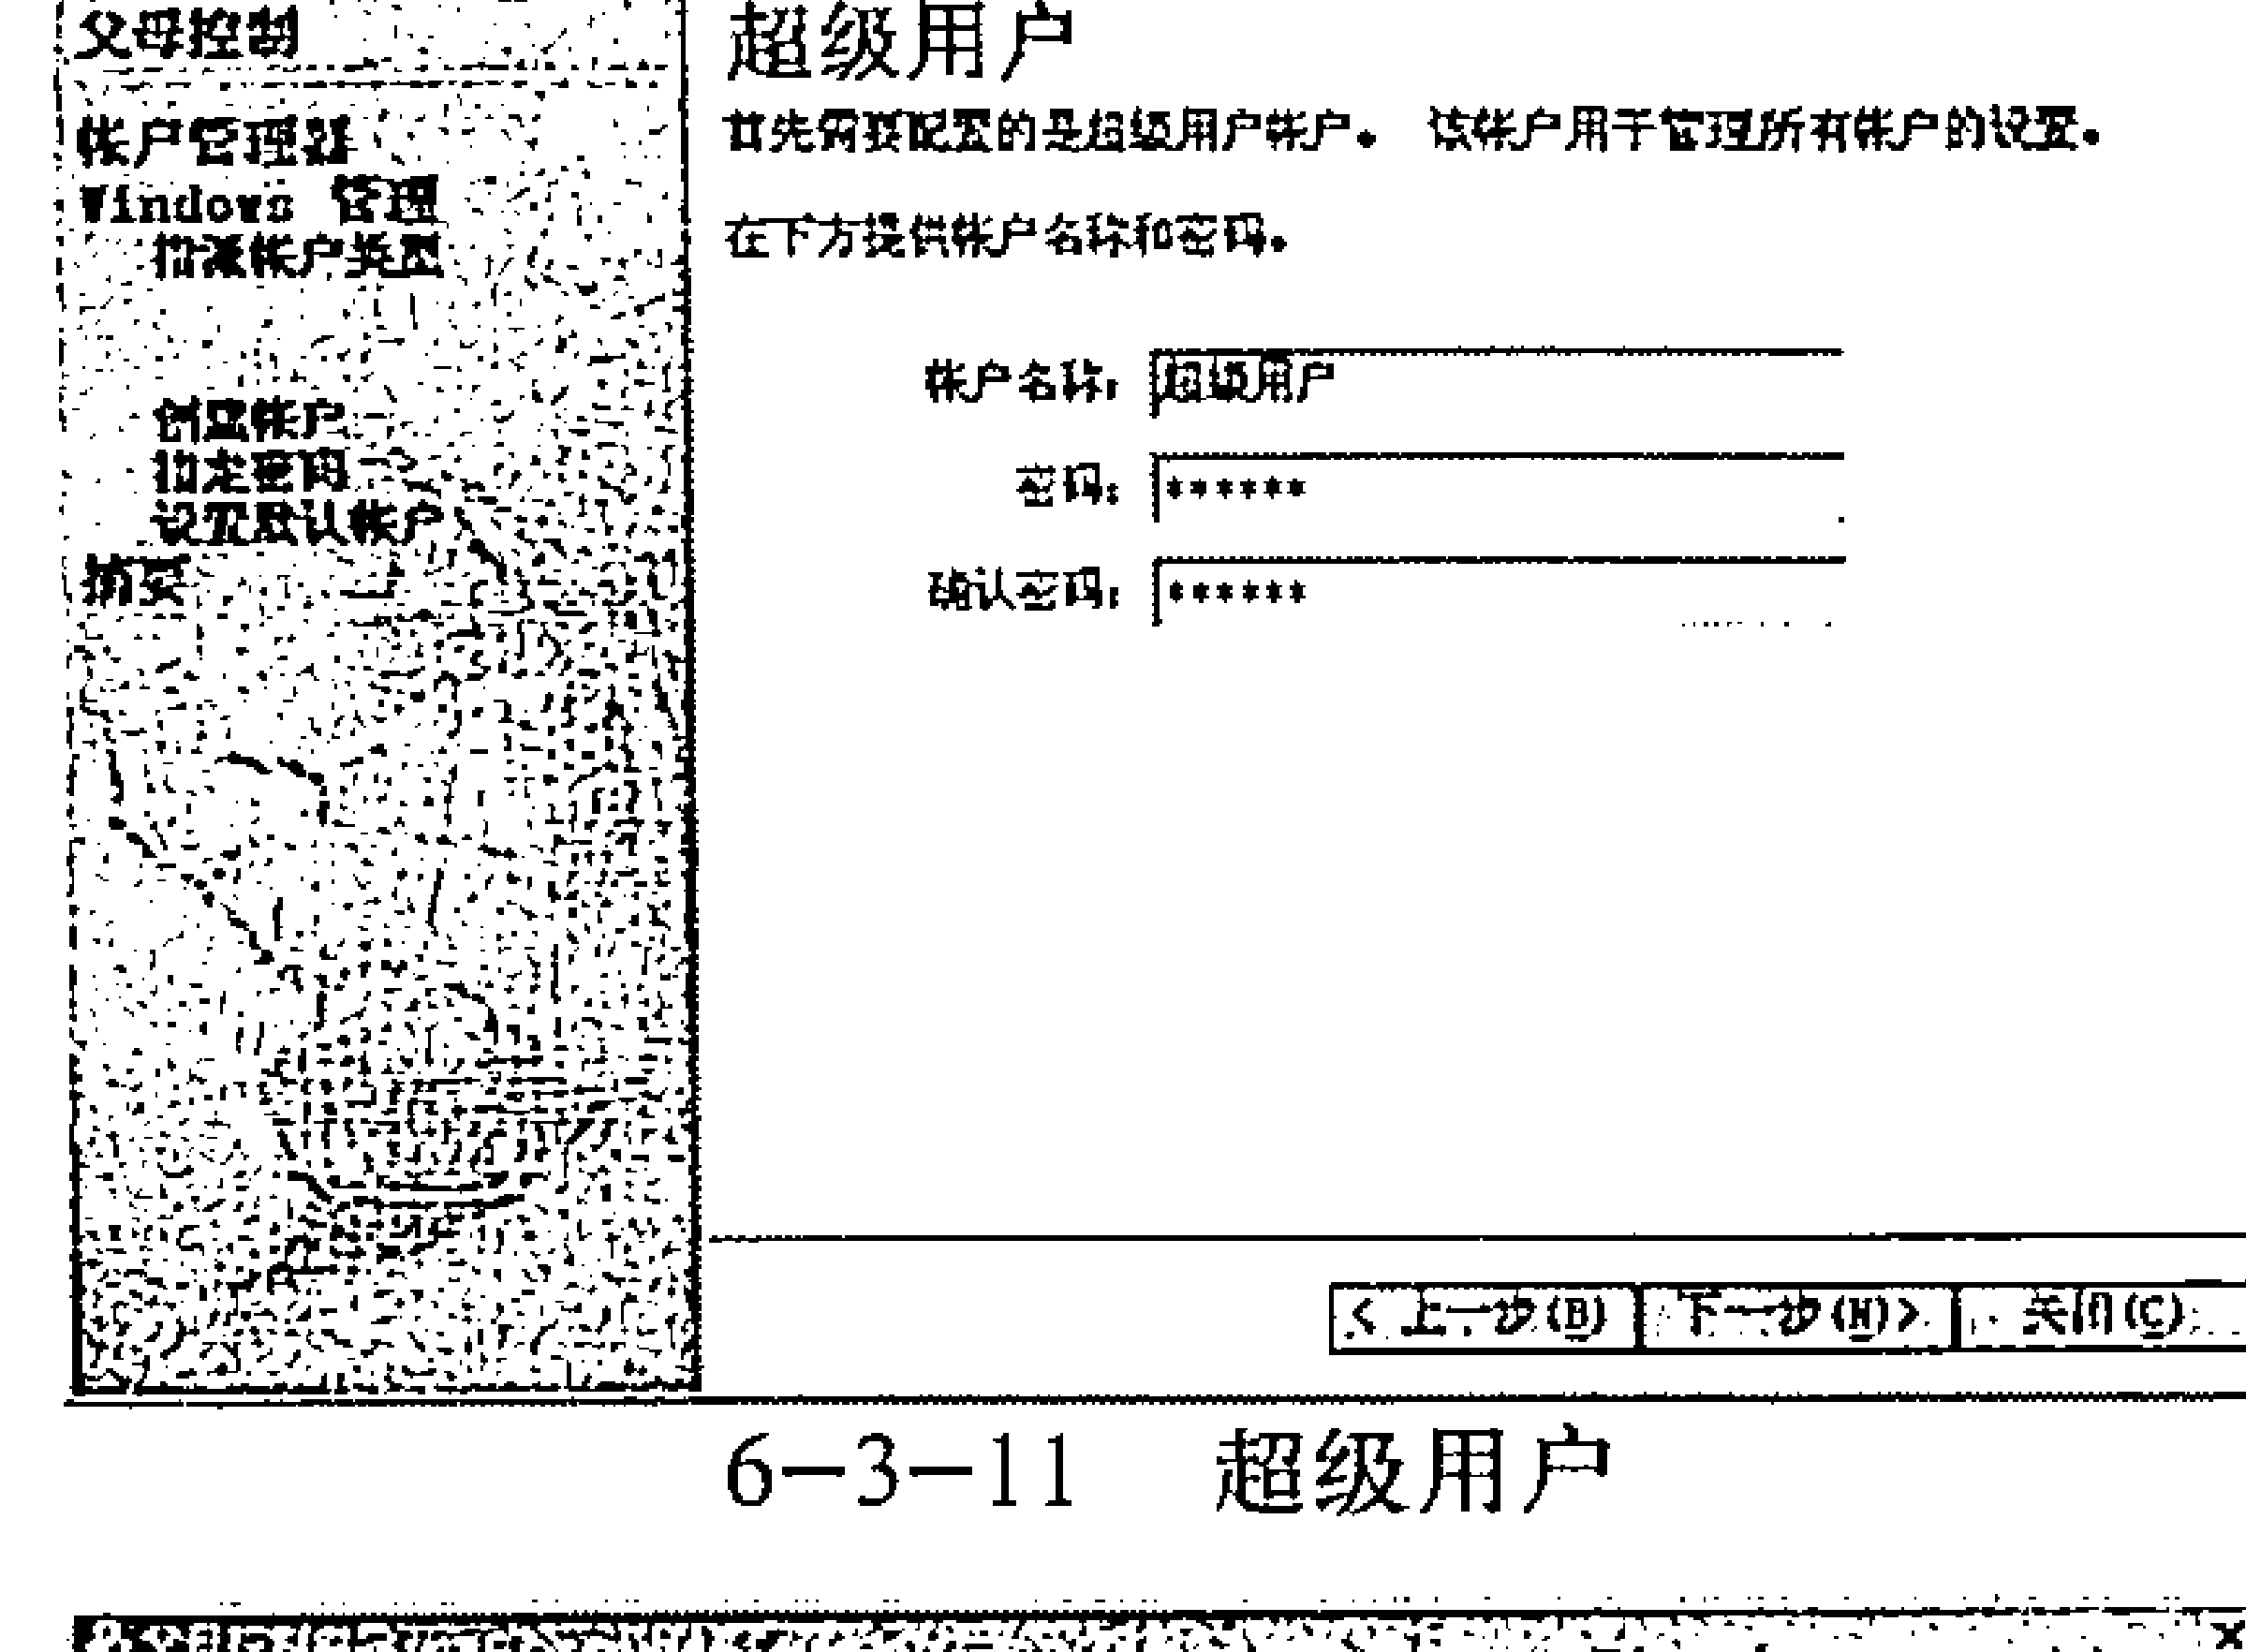 父母控制
帐户管理器
Windows 管理
指派帐户类型
创建帐户
指定密码
设置默认帐户
摘要
超级用户
首先需要配置的是超级用户帐户。 该帐户用于管理所有帐户的设置。
在下方提供帐户名称和密码。
帐户名称: 超级用户
密码: ******
确认密码: ******
< 上一步(B) 下一步(N)> 关闭(C)
6-3-11 超级用户